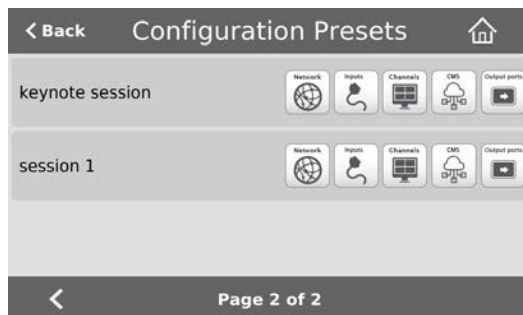 Back Configuration Presets
Network Inputs Channels CMS Output ports
keynote session
Network Inputs Channels CMS Output ports
session 1
Page 2 of 2